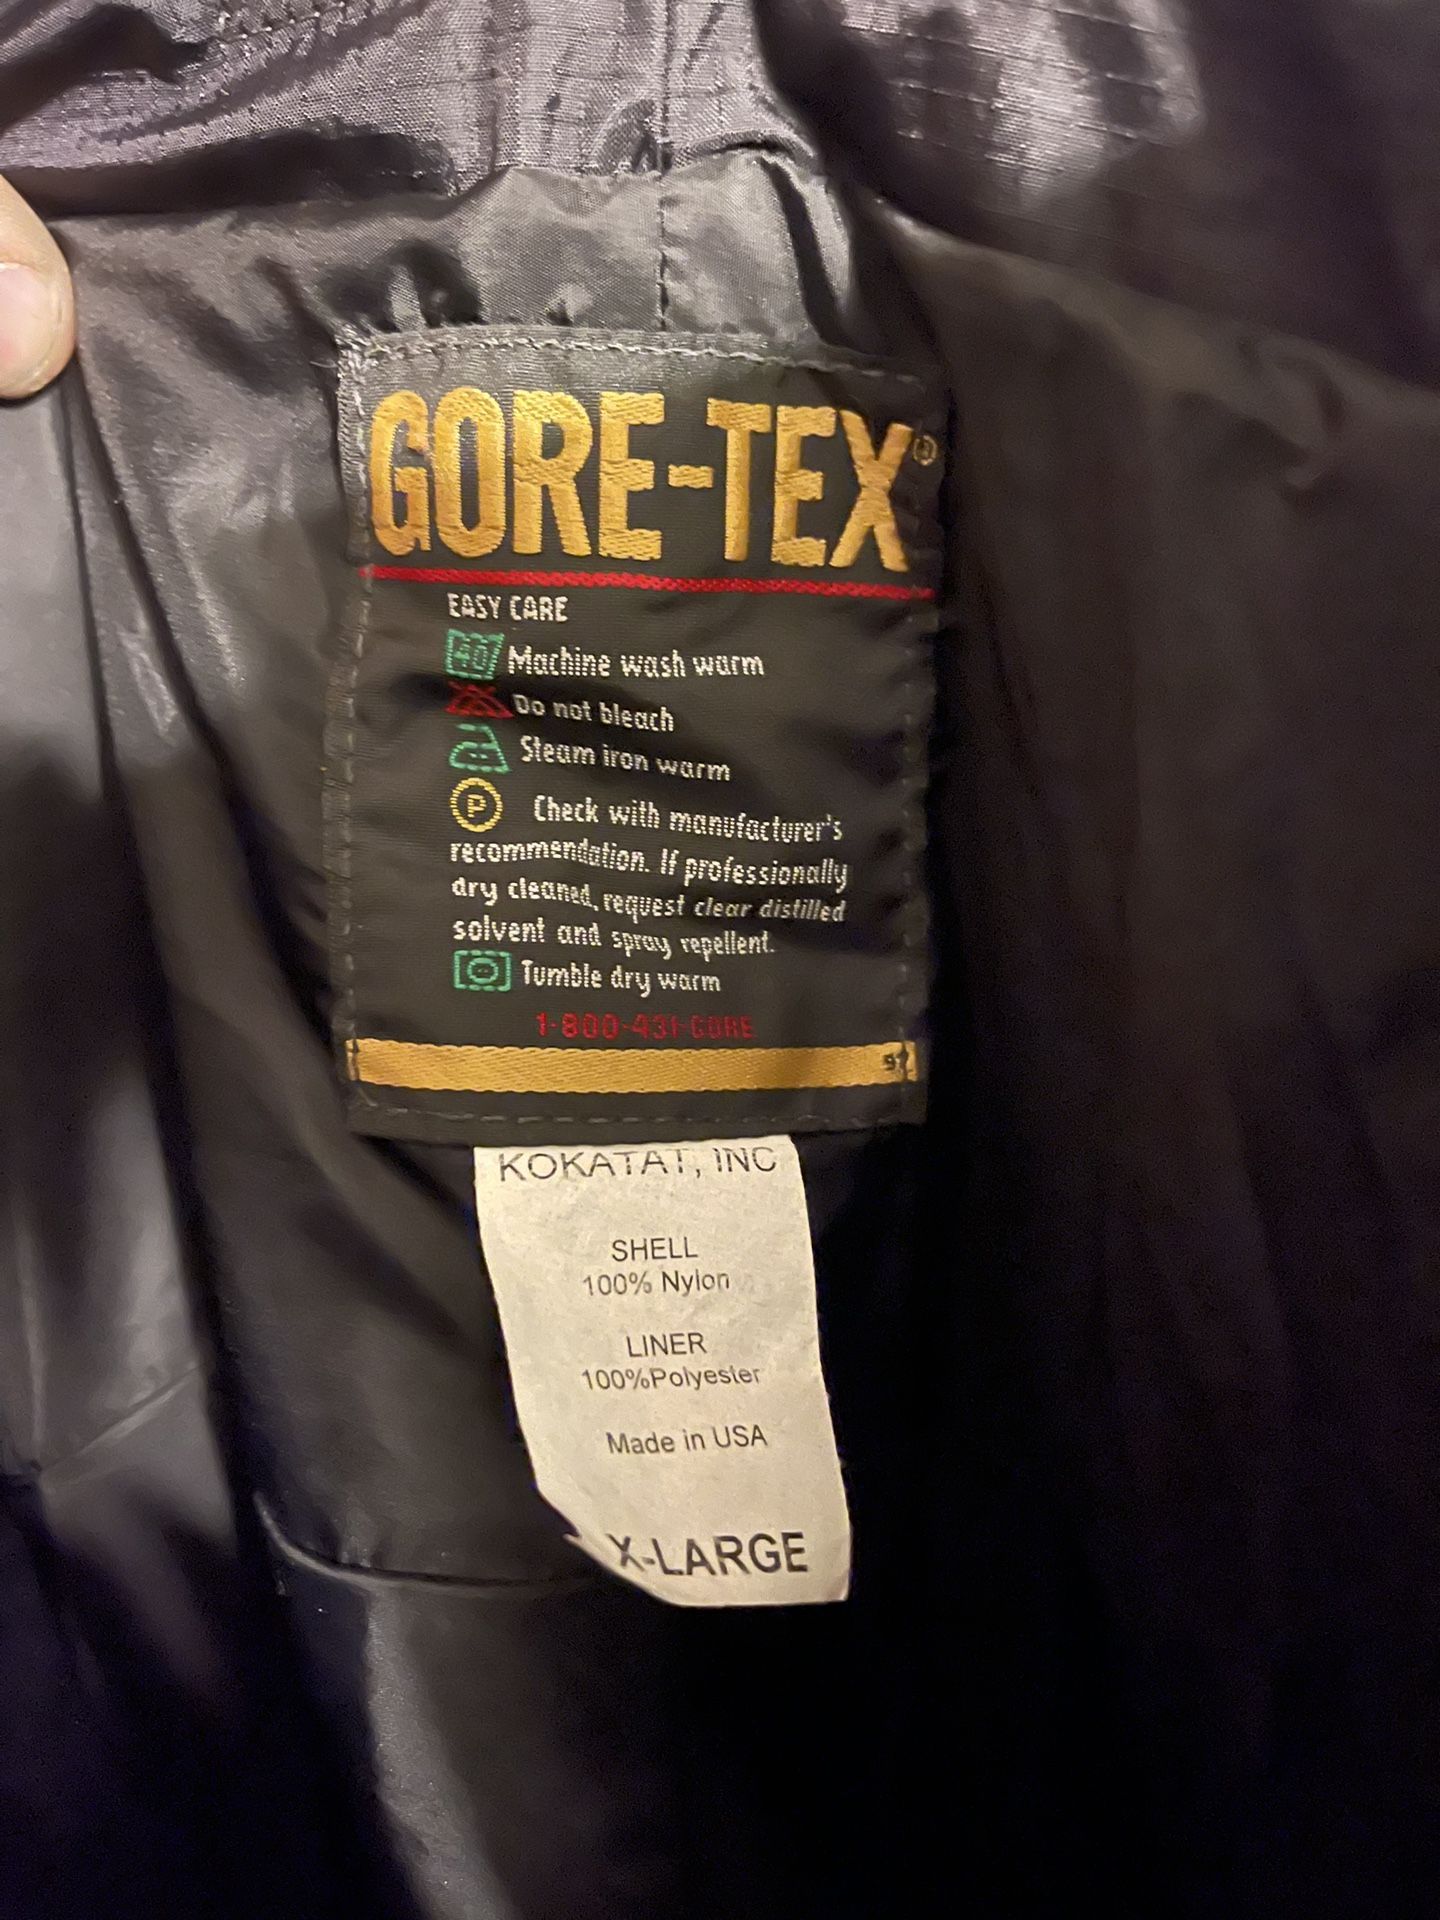 GORE-TEX®
EASY CARE
40 Machine wash warm
Do not bleach
Steam iron warm
P Check with manufacturer's
recommendation. If professionally
dry cleaned, request clear distilled
solvent and spray repellent.
Tumble dry warm
1-800-431-GORE
KOKATAT, INC
SHELL
100% Nylon
LINER
100%Polyester
Made in USA
X-LARGE